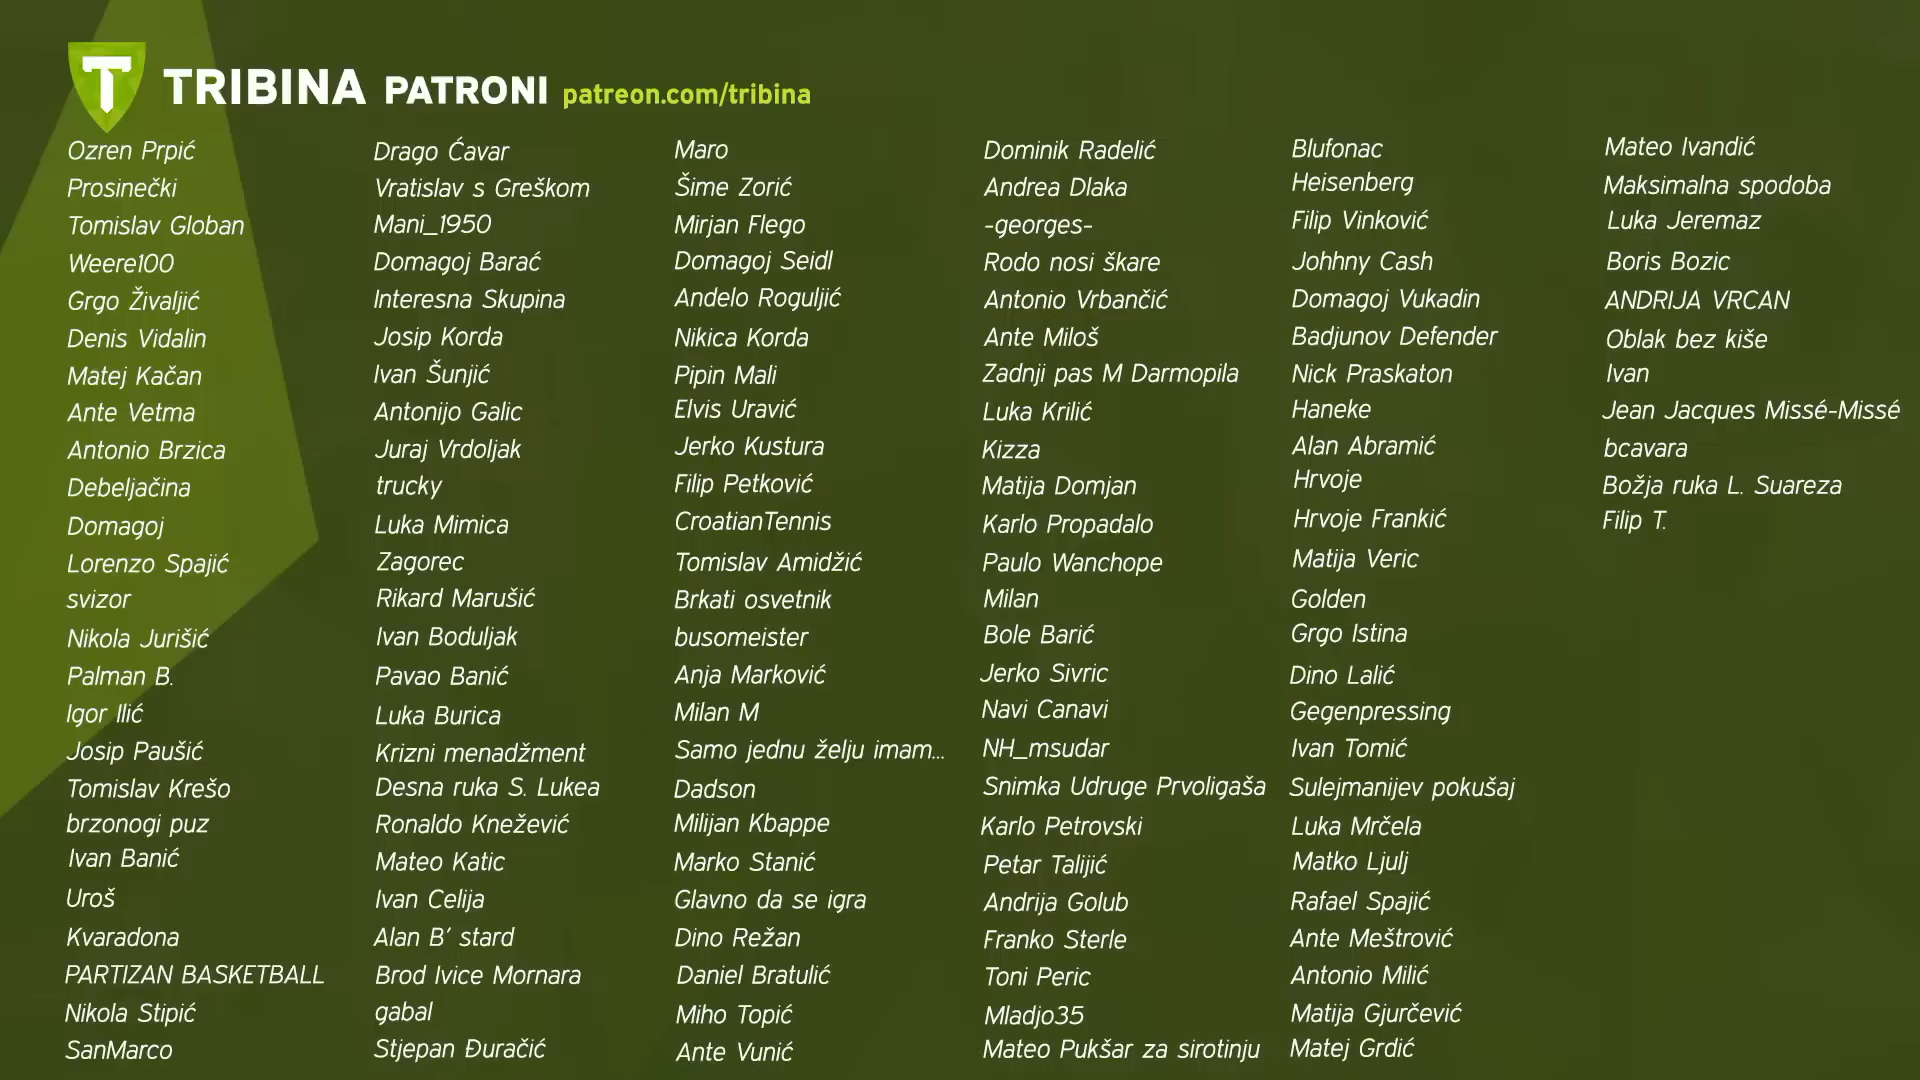 TRIBINA PATRONI patreon.com/tribina
Ozren Prpić
Prosinečki
Tomislav Globan
Weere100
Grgo Živaljić
Denis Vidalin
Matej Kačan
Ante Vetma
Antonio Brzica
Debeljačina
Domagoj
Lorenzo Spajić
svizor
Nikola Jurišić
Palman B.
Igor Ilić
Josip Paušić
Tomislav Krešo
brzonogi puz
Ivan Banić
Uroš
Kvaradona
PARTIZAN BASKETBALL
Nikola Stipić
SanMarco
Drago Ćavar
Vratislav s Greškom
Mani_1950
Domagoj Barać
Interesna Skupina
Josip Korda
Ivan Šunjić
Antonijo Galic
Juraj Vrdoljak
trucky
Luka Mimica
Zagorec
Rikard Marušić
Ivan Boduljak
Pavao Banić
Luka Burica
Krizni menadžment
Desna ruka S. Lukea
Ronaldo Knežević
Mateo Katic
Ivan Celija
Alan B' stard
Brod Ivice Mornara
gabal
Stjepan Đuračić
Maro
Šime Zorić
Mirjan Flego
Domagoj Seidl
Anđelo Roguljić
Nikica Korda
Pipin Mali
Elvis Uravić
Jerko Kustura
Filip Petković
CroatianTennis
Tomislav Amidžić
Brkati osvetnik
busomeister
Anja Marković
Milan M
Samo jednu želju imam...
Dadson
Milijan Kbappe
Marko Stanić
Glavno da se igra
Dino Režan
Daniel Bratulić
Miho Topić
Ante Vunić
Dominik Radelić
Andrea Dlaka
-georges-
Rodo nosi škare
Antonio Vrbančić
Ante Miloš
Zadnji pas M Darmopila
Luka Krilić
Kizza
Matija Domjan
Karlo Propadalo
Paulo Wanchope
Milan
Bole Barić
Jerko Sivric
Navi Canavi
NH_msudar
Snimka Udruge Prvoligaša
Karlo Petrovski
Petar Talijić
Andrija Golub
Franko Sterle
Toni Peric
Mladjo35
Mateo Pukšar za sirotinju
Blufonac
Heisenberg
Filip Vinković
Johhny Cash
Domagoj Vukadin
Badjunov Defender
Nick Praskaton
Haneke
Alan Abramić
Hrvoje
Hrvoje Frankić
Matija Veric
Golden
Grgo Istina
Dino Lalić
Gegenpressing
Ivan Tomić
Sulejmanijev pokušaj
Luka Mrčela
Matko Ljulj
Rafael Spajić
Ante Meštrović
Antonio Milić
Matija Gjurčević
Matej Grdić
Mateo Ivandić
Maksimalna spodoba
Luka Jeremaz
Boris Bozic
ANDRIJA VRCAN
Oblak bez kiše
Ivan
Jean Jacques Missé-Missé
bcavara
Božja ruka L. Suareza
Filip T.